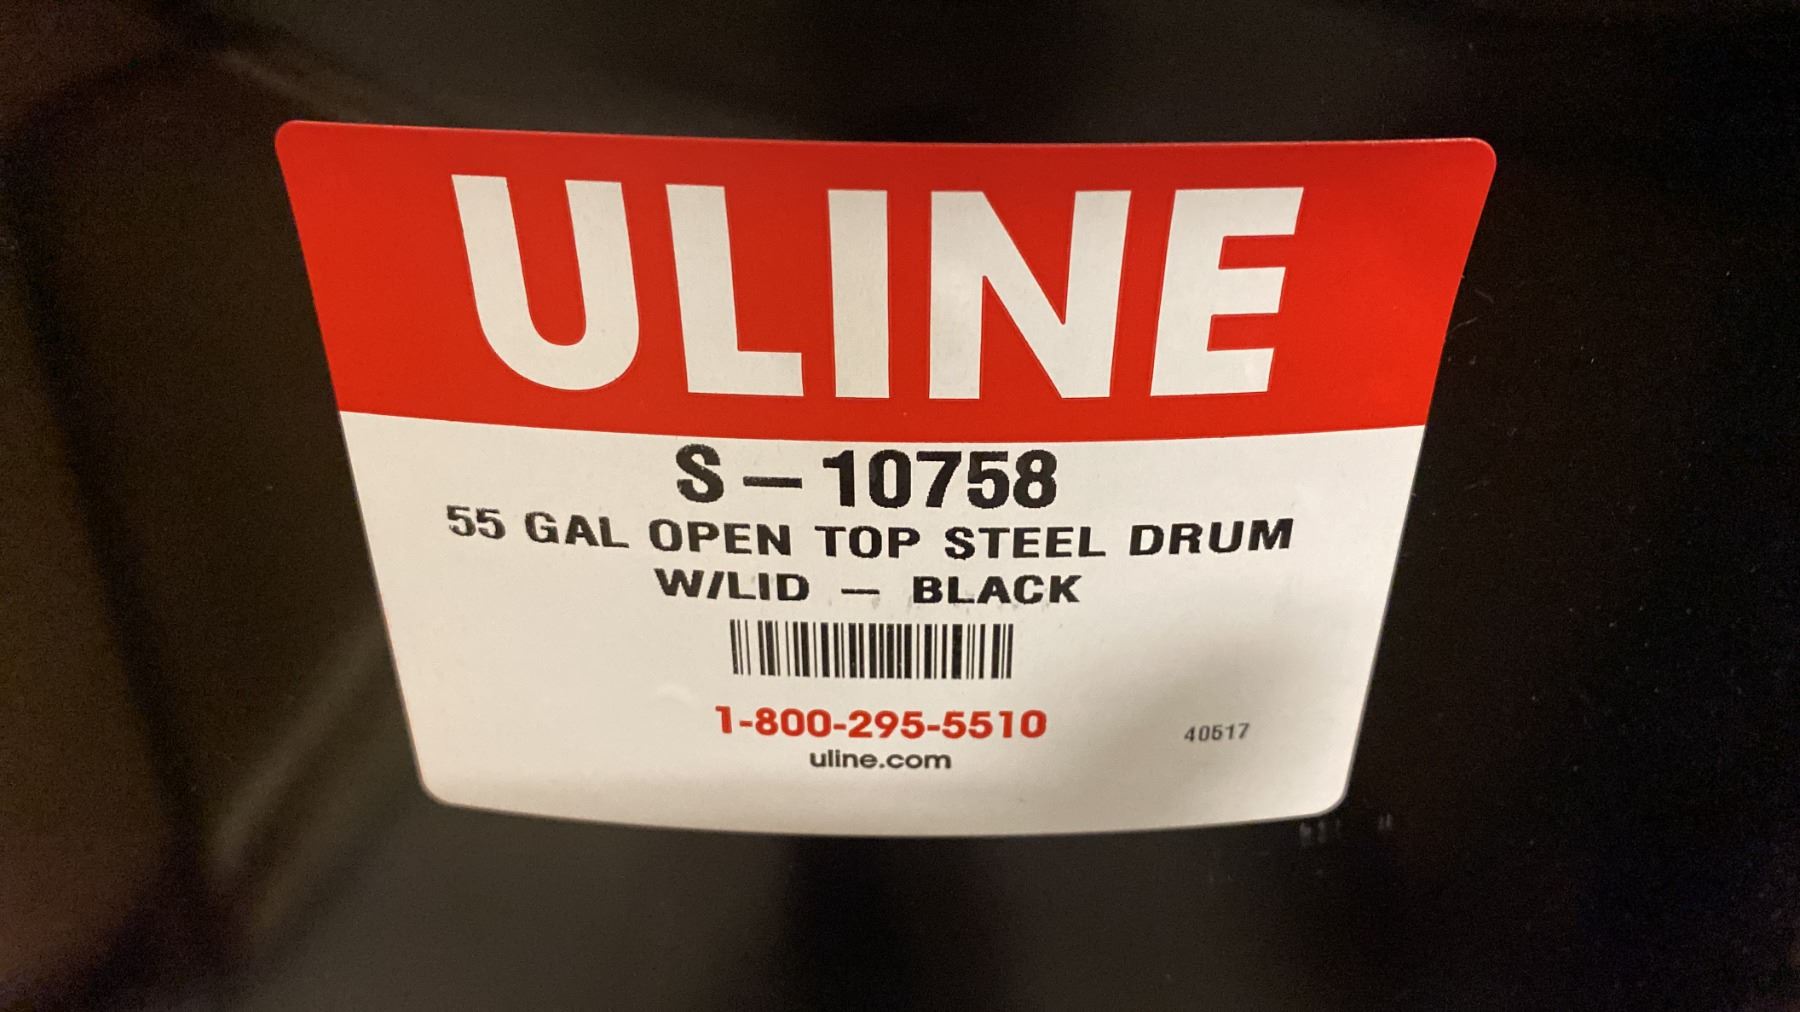 ULINE
S-10758
55 GAL OPEN TOP STEEL DRUM
W/LID - BLACK
1-800-295-5510
40517
uline.com